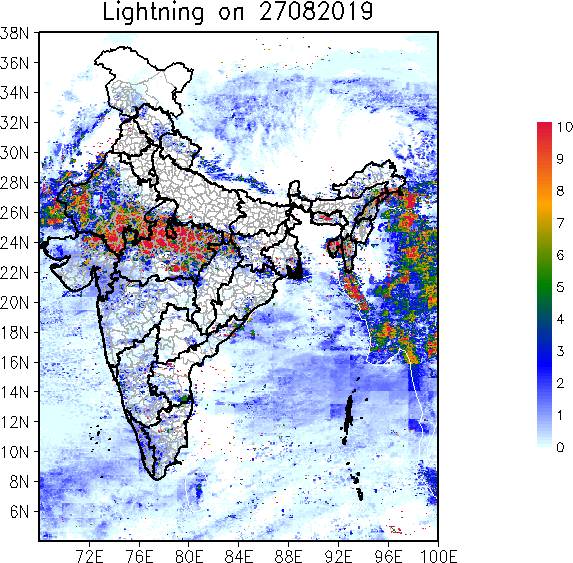 Lightning on 27082019
38N
36N
34N
32N
30N
28N
26N
24N
22N
20N
18N
16N
14N
12N
10N
8N
6N
72E 76E 80E 84E 88E 92E 96E 100E
10
9
8
7
6
5
4
3
2
1
0